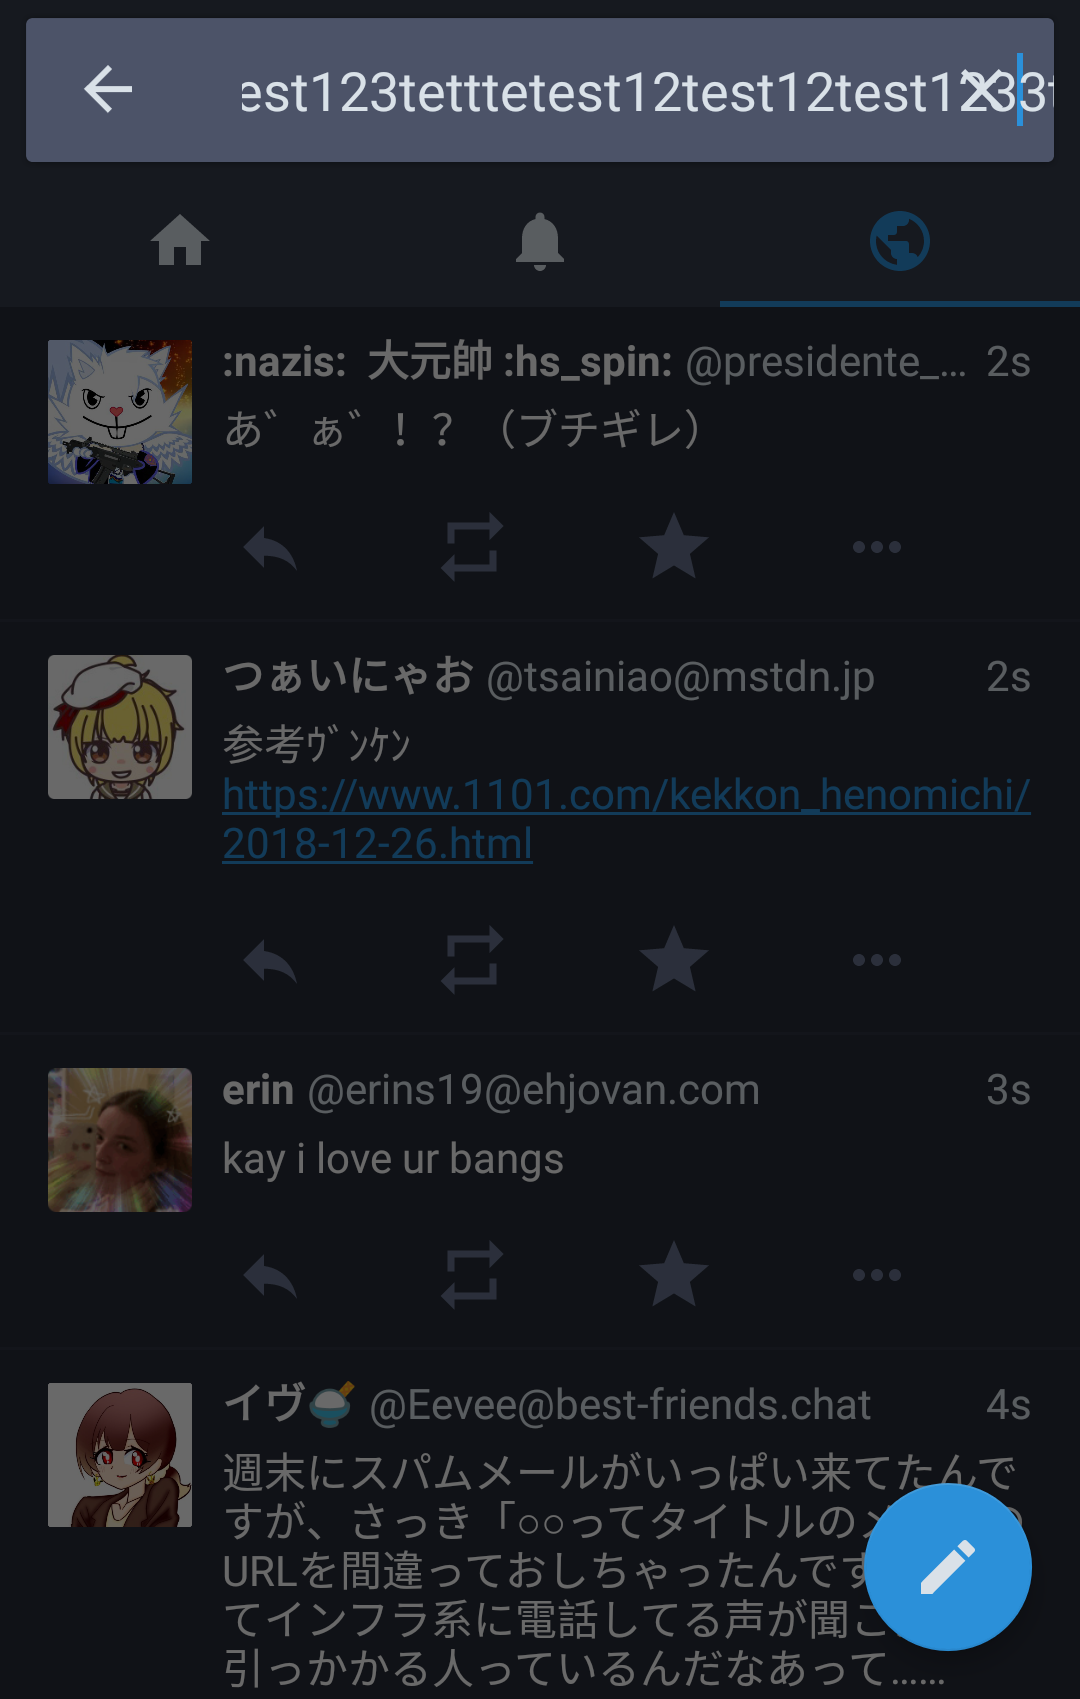 est123tetttetest12test12test1233t
:nazis: 大元帥 :hs_spin: @presidente_... 2s
あ゛ ぁ゛！？（ブチギレ）
つぁいにゃお @tsainiao@mstdn.jp 2s
参考ｳﾞﾝｹﾝ
https://www.1101.com/kekkon_henomichi/
2018-12-26.html
erin @erins19@ehjovan.com 3s
kay i love ur bangs
イヴ🍚 @Eevee@best-friends.chat 4s
週末にスパムメールがいっぱい来てたんで
すが、さっき「○○ってタイトルの
URLを間違っておしちゃったんです
てインフラ系に電話してる声が聞こ
引っかかる人っているんだなあって……